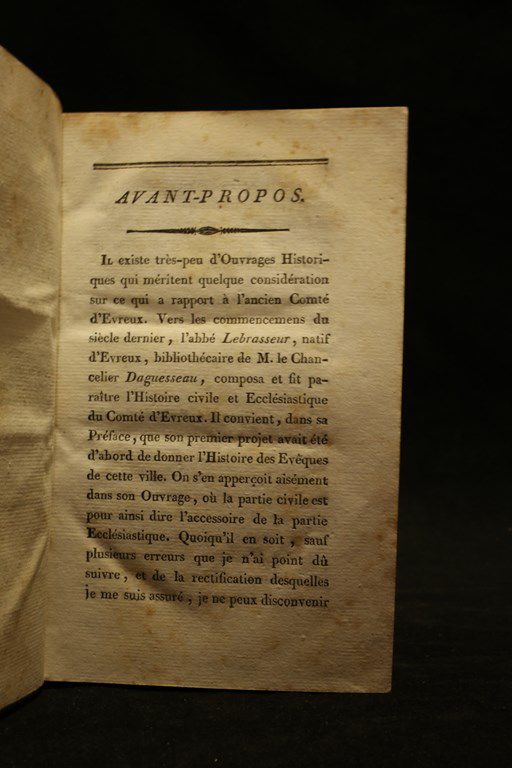 AVANT-PROPOS.
IL existe très-peu d'Ouvrages Histori-
ques qui méritent quelque considération
sur ce qui a rapport à l'ancien Comté
d'Evreux. Vers les commencemens du
siècle dernier, l'abbé Lebrasseur, natif
d'Evreux, bibliothécaire de M. le Chan-
celier Daguesseau, composa et fit pa-
raître l'Histoire civile et Ecclésiastique
du Comté d'Evreux. Il convient, dans sa
Préface, que son premier projet avait été
d'abord de donner l'Histoire des Evêques
de cette ville. On s'en apperçoit aisément
dans son Ouvrage, où la partie civile est
pour ainsi dire l'accessoire de la partie
Ecclésiastique. Quoiqu'il en soit, sauf
plusieurs erreurs que je n'ai point dû
suivre, et de la rectification desquelles
je me suis assuré, je ne peux disconvenir